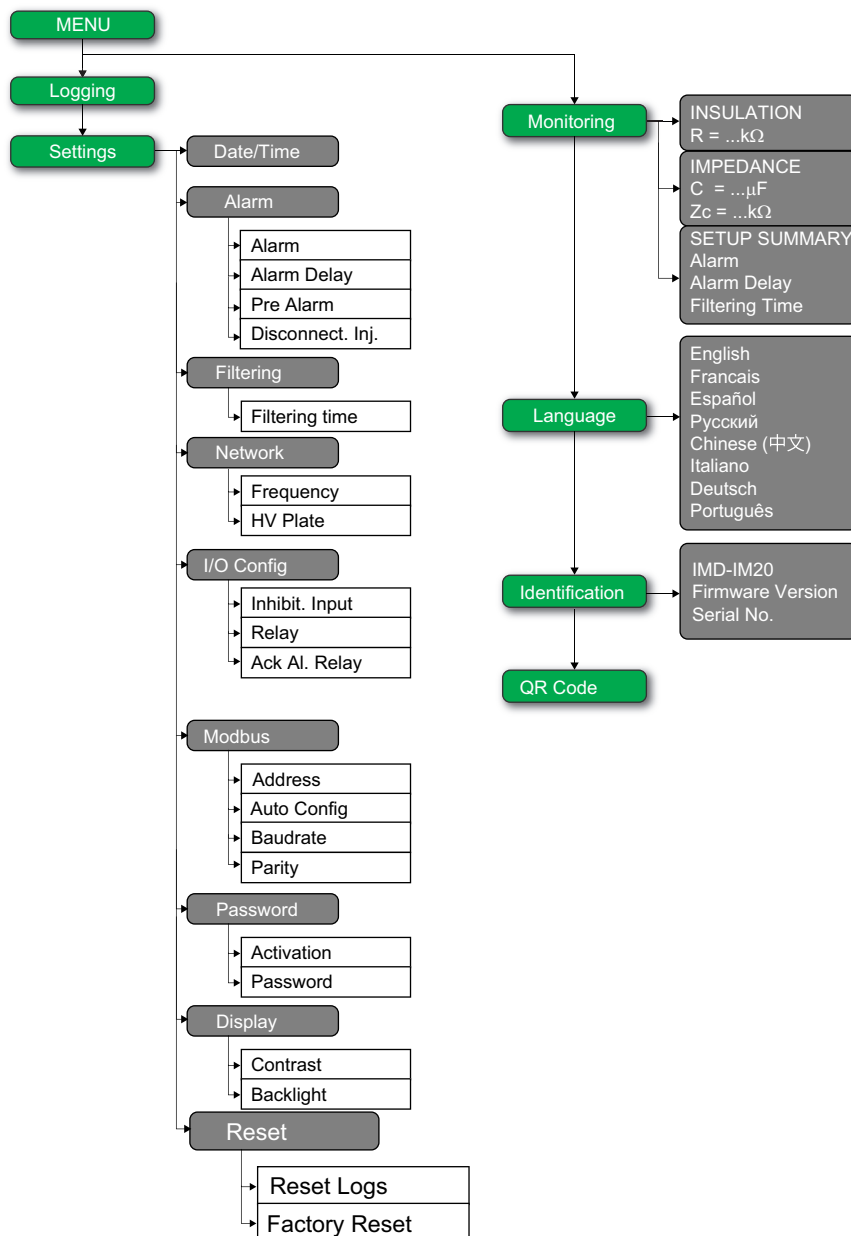 MENU
Logging
Settings
Date/Time
Alarm
Alarm
Alarm Delay
Pre Alarm
Disconnect. Inj.
Filtering
Filtering time
Network
Frequency
HV Plate
I/O Config
Inhibit. Input
Relay
Ack Al. Relay
Modbus
Address
Auto Config
Baudrate
Parity
Password
Activation
Password
Display
Contrast
Backlight
Reset
Reset Logs
Factory Reset
Monitoring
INSULATION
R = ...kΩ
IMPEDANCE
C = ...µF
Zc = ...kΩ
SETUP SUMMARY
Alarm
Alarm Delay
Filtering Time
Language
English
Francais
Español
Русский
Chinese (中文)
Italiano
Deutsch
Português
Identification
IMD-IM20
Firmware Version
Serial No.
QR Code